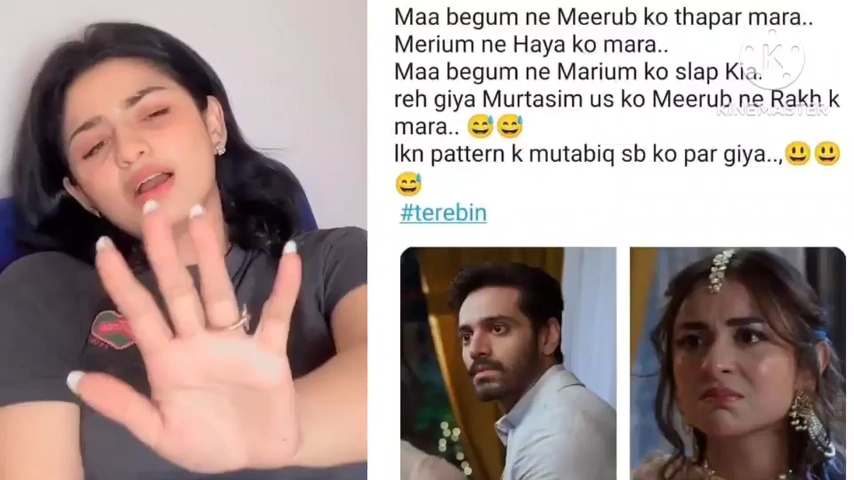 Maa begum ne Meerub ko thapar mara..
Merium ne Haya ko mara..
Maa begum ne Marium ko slap Kia.
reh giya Murtasim us ko Meerub ne Rakh k
mara.. 😅😅
lkn pattern k mutabiq sb ko par giya..,😃😃
😅
#terebin
KINEMASTER